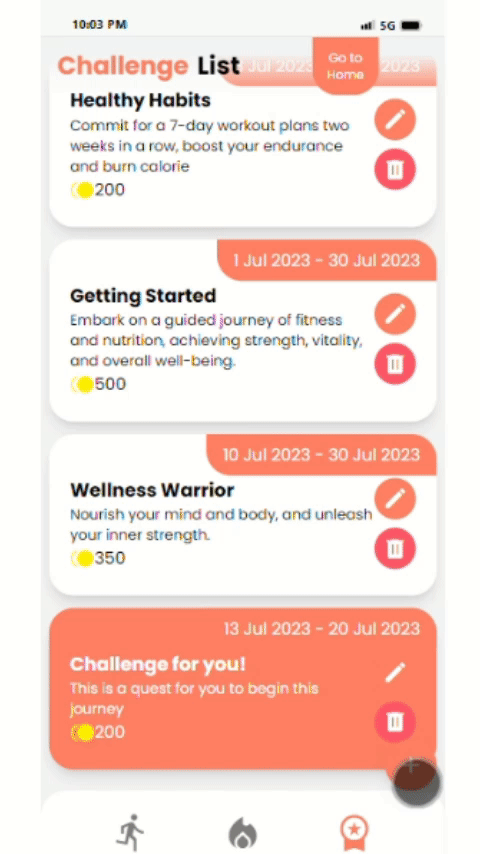 10:03 PM
5G
Challenge List
Jul 2023
2023
Go to
Home
Healthy Habits
Commit for a 7-day workout plans two
weeks in a row, boost your endurance
and burn calorie
200
1 Jul 2023 - 30 Jul 2023
Getting Started
Embark on a guided journey of fitness
and nutrition, achieving strength, vitality,
and overall well-being.
500
10 Jul 2023 - 30 Jul 2023
Wellness Warrior
Nourish your mind and body, and unleash
your inner strength.
350
13 Jul 2023 - 20 Jul 2023
Challenge for you!
This is a quest for you to begin this
journey
200
+